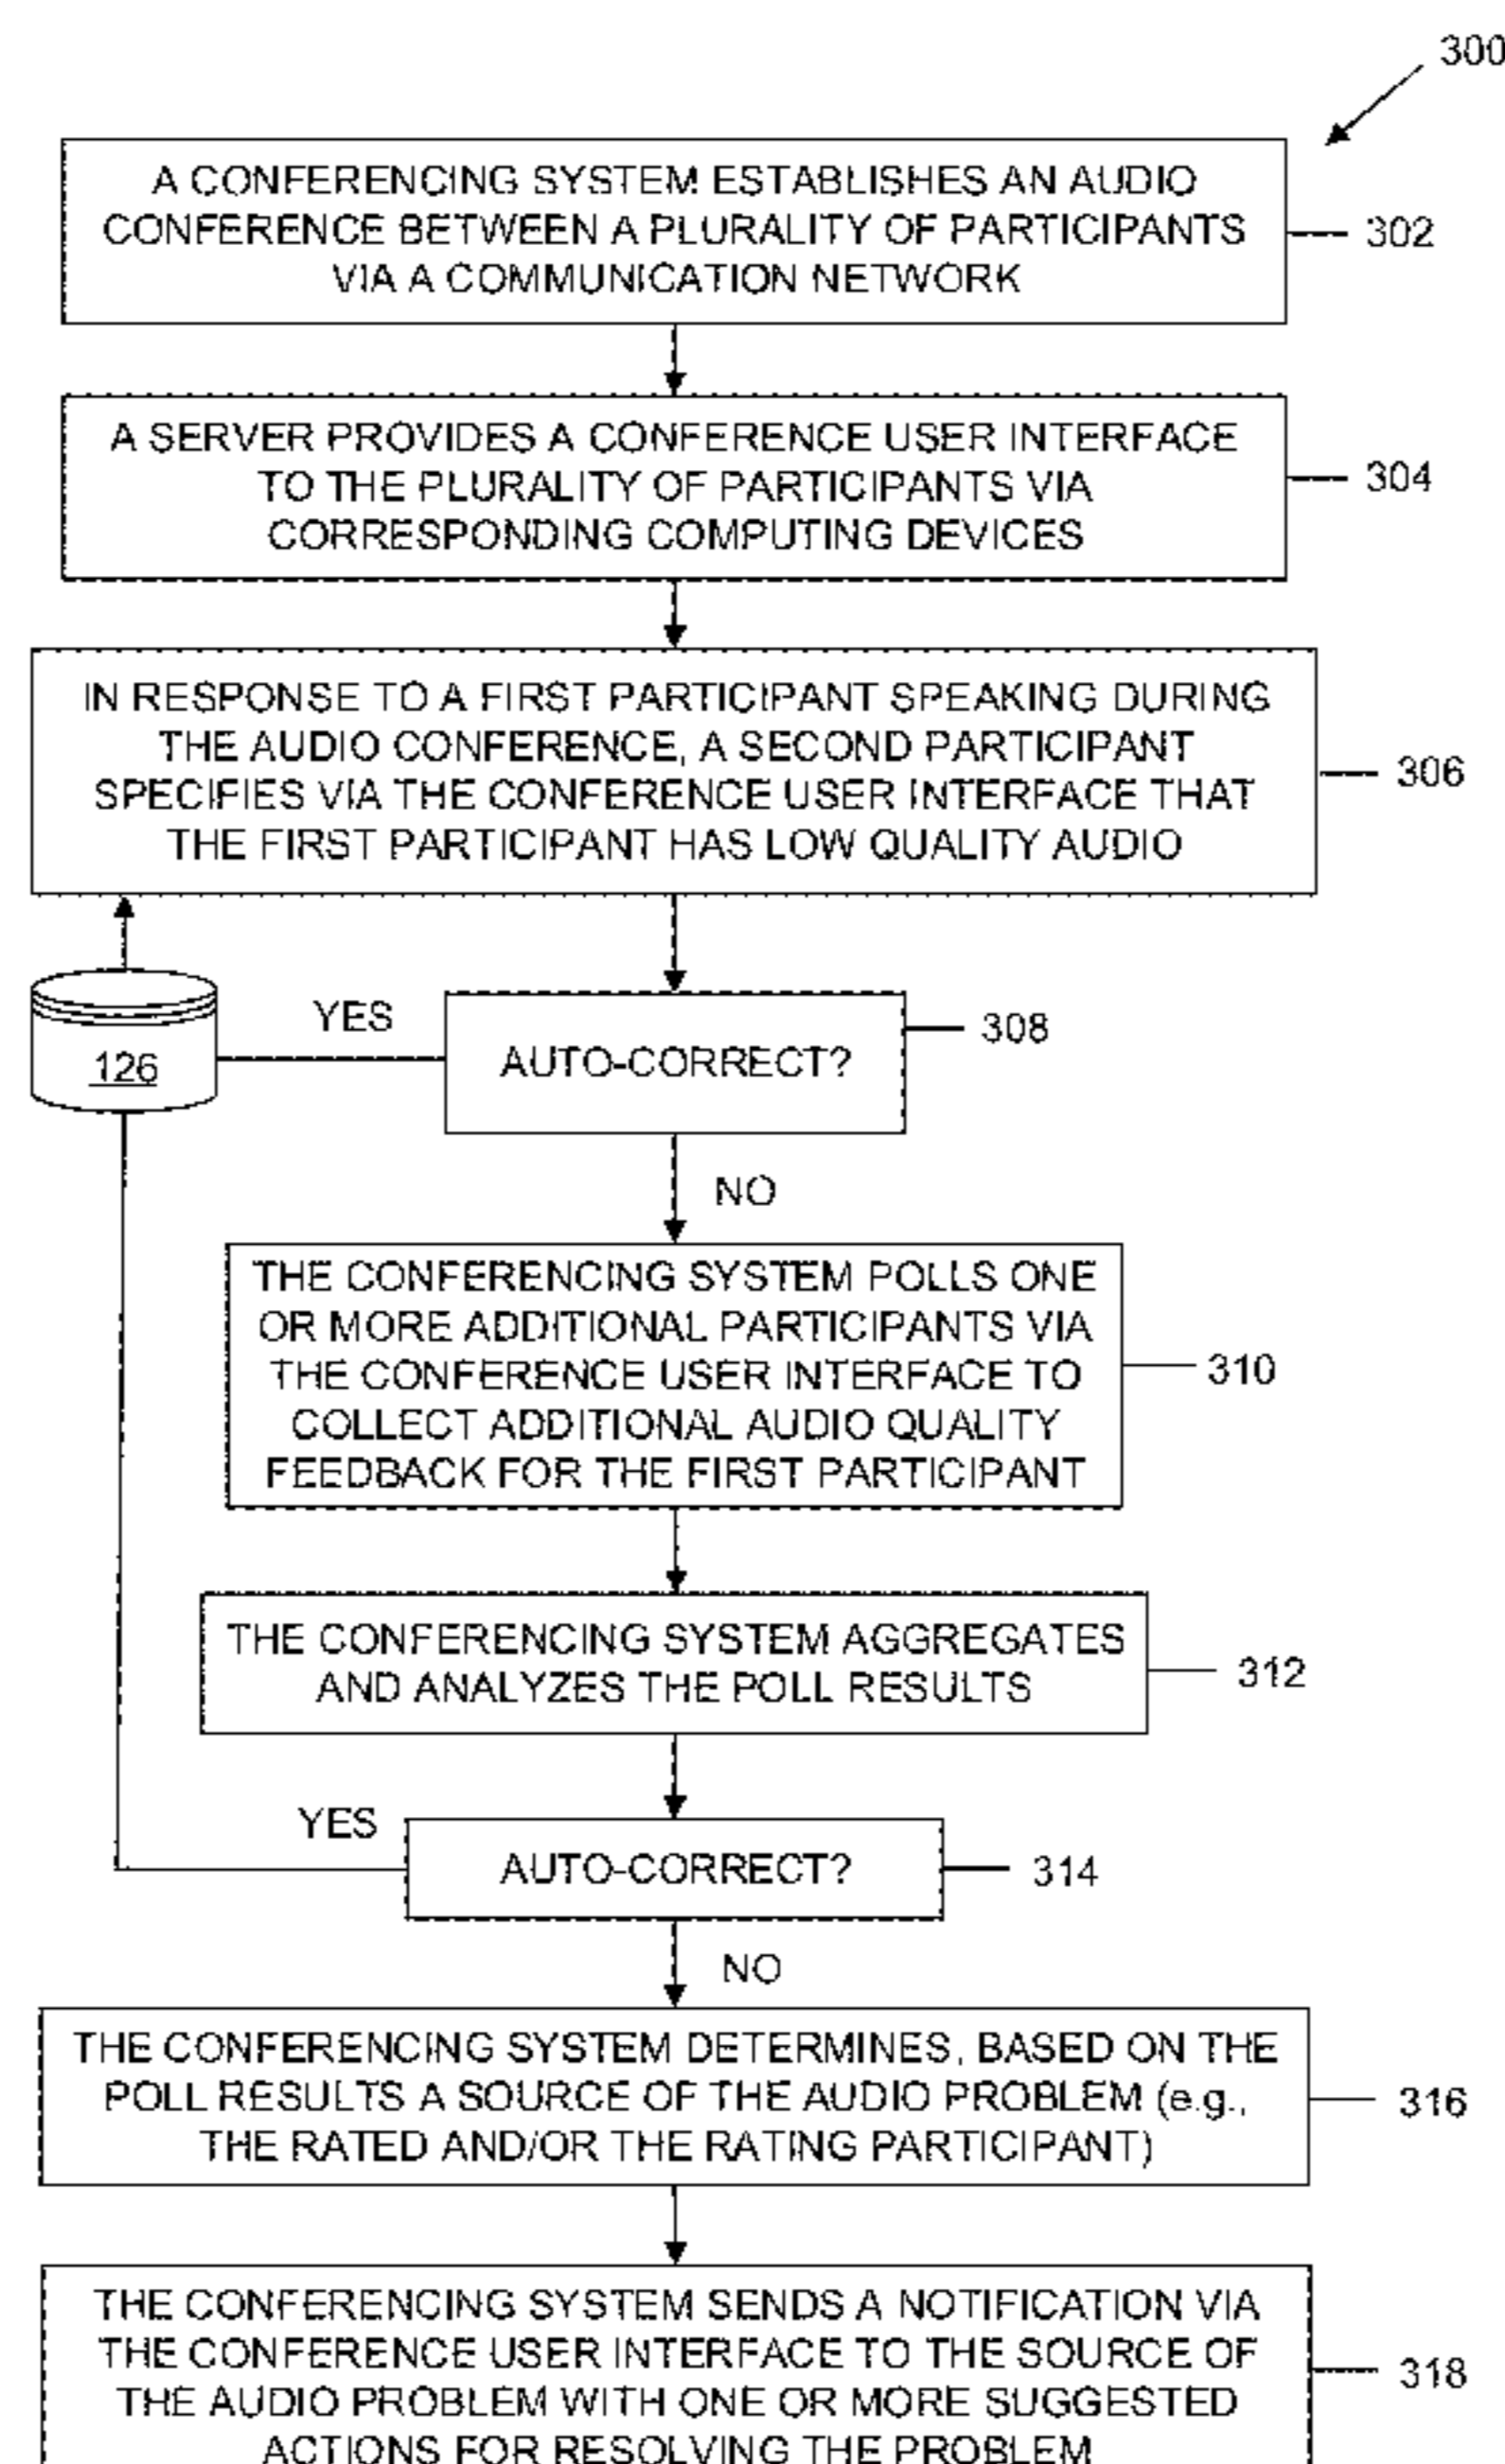 300
A CONFERENCING SYSTEM ESTABLISHES AN AUDIO
CONFERENCE BETWEEN A PLURALITY OF PARTICIPANTS
VIA A COMMUNICATION NETWORK
302
A SERVER PROVIDES A CONFERENCE USER INTERFACE
TO THE PLURALITY OF PARTICIPANTS VIA
CORRESPONDING COMPUTING DEVICES
304
IN RESPONSE TO A FIRST PARTICIPANT SPEAKING DURING
THE AUDIO CONFERENCE, A SECOND PARTICIPANT
SPECIFIES VIA THE CONFERENCE USER INTERFACE THAT
THE FIRST PARTICIPANT HAS LOW QUALITY AUDIO
306
126
YES
AUTO-CORRECT?
308
NO
THE CONFERENCING SYSTEM POLLS ONE
OR MORE ADDITIONAL PARTICIPANTS VIA
THE CONFERENCE USER INTERFACE TO
COLLECT ADDITIONAL AUDIO QUALITY
FEEDBACK FOR THE FIRST PARTICIPANT
310
THE CONFERENCING SYSTEM AGGREGATES
AND ANALYZES THE POLL RESULTS
312
YES
AUTO-CORRECT?
314
NO
THE CONFERENCING SYSTEM DETERMINES, BASED ON THE
POLL RESULTS A SOURCE OF THE AUDIO PROBLEM (e.g.,
THE RATED AND/OR THE RATING PARTICIPANT)
316
THE CONFERENCING SYSTEM SENDS A NOTIFICATION VIA
THE CONFERENCE USER INTERFACE TO THE SOURCE OF
THE AUDIO PROBLEM WITH ONE OR MORE SUGGESTED
ACTIONS FOR RESOLVING THE PROBLEM
318